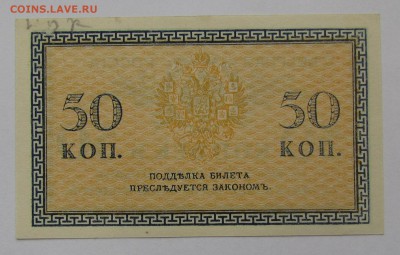 COINS.LAVE.RU
50 50
КОП. КОП.
ПОДДѢЛКА БИЛЕТА
ПРЕСЛѢДУЕТСЯ ЗАКОНОМЪ.